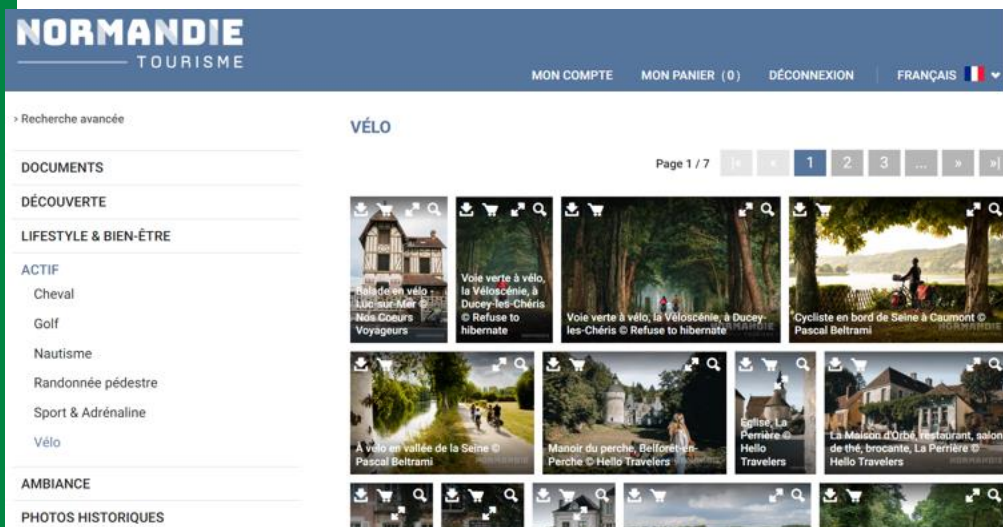 NORMANDIE
TOURISME
MON COMPTE MON PANIER (0) DÉCONNEXION FRANÇAIS
› Recherche avancée
VÉLO
Page 1 / 7 |« « 1 2 3 ... » »|
DOCUMENTS
DÉCOUVERTE
LIFESTYLE & BIEN-ÊTRE
ACTIF
Cheval
Golf
Nautisme
Randonnée pédestre
Sport & Adrénaline
Vélo
AMBIANCE
PHOTOS HISTORIQUES
Balade en vélo -
Luc-sur-Mer ©
Nos Coeurs
Voyageurs
Voie verte à vélo,
la Véloscénie, à
Ducey-les-Chéris
© Refuse to
hibernate
Voie verte à vélo, la Véloscénie, à Ducey-
les-Chéris © Refuse to hibernate
Cycliste en bord de Seine à Caumont ©
Pascal Beltrami
À vélo en vallée de la Seine ©
Pascal Beltrami
Manoir du perche, Belforêt-en-
Perche © Hello Travelers
Eglise, La
Perrière ©
Hello
Travelers
La Maison d'Orbé, restaurant, salon
de thé, brocante, La Perrière ©
Hello Travelers